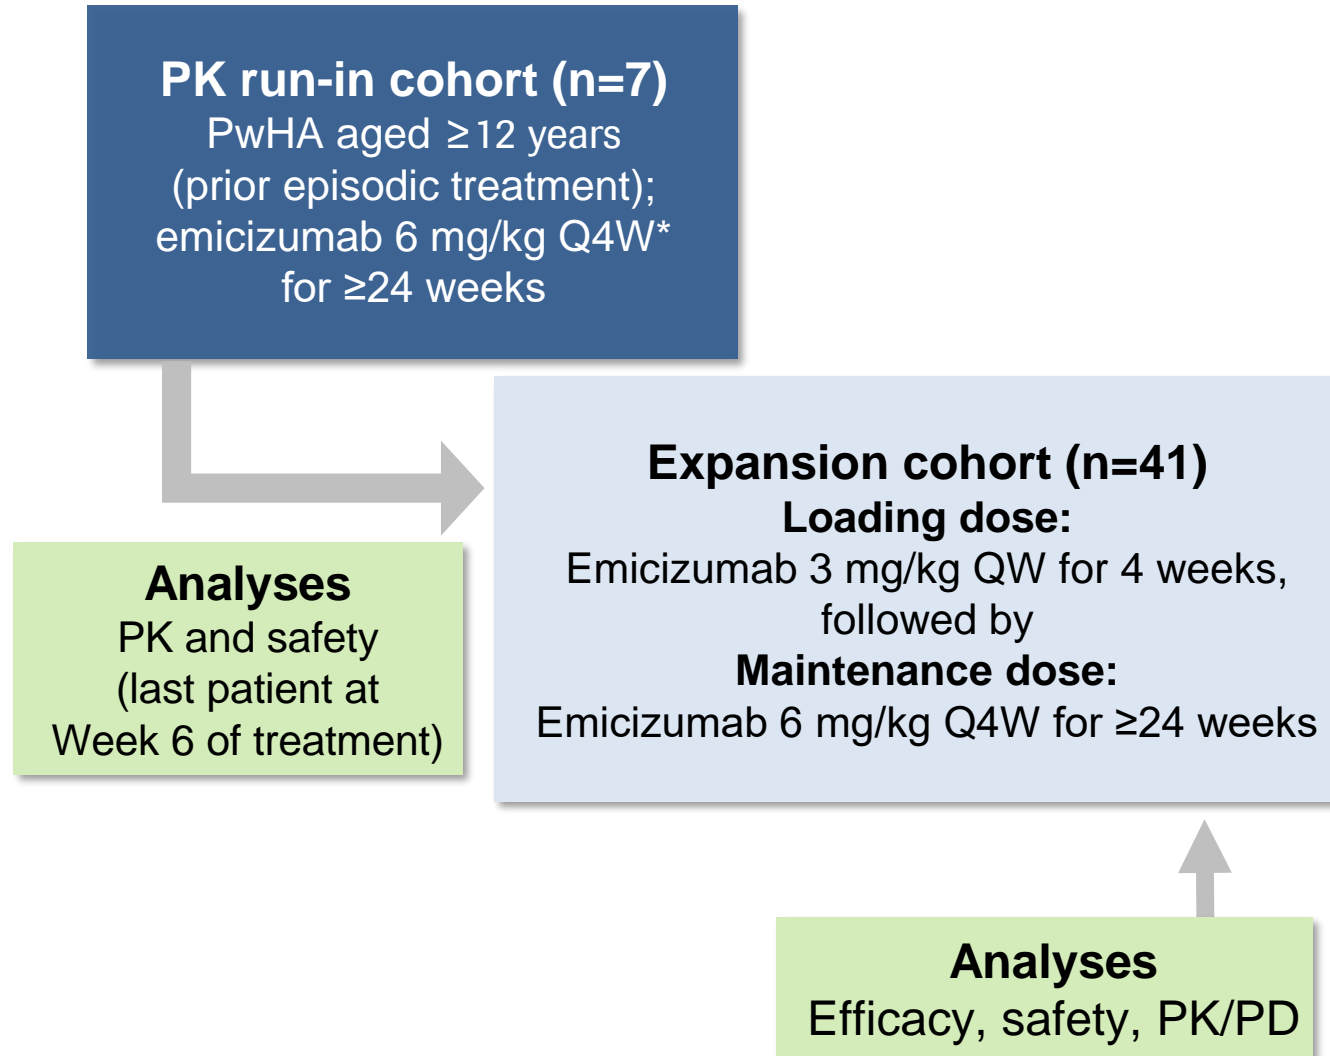 PK run-in cohort (n=7)
PwHA aged ≥12 years
(prior episodic treatment);
emicizumab 6 mg/kg Q4W*
for ≥24 weeks
Expansion cohort (n=41)
Loading dose:
Emicizumab 3 mg/kg QW for 4 weeks,
followed by
Maintenance dose:
Emicizumab 6 mg/kg Q4W for ≥24 weeks
Analyses
PK and safety
(last patient at
Week 6 of treatment)
Analyses
Efficacy, safety, PK/PD